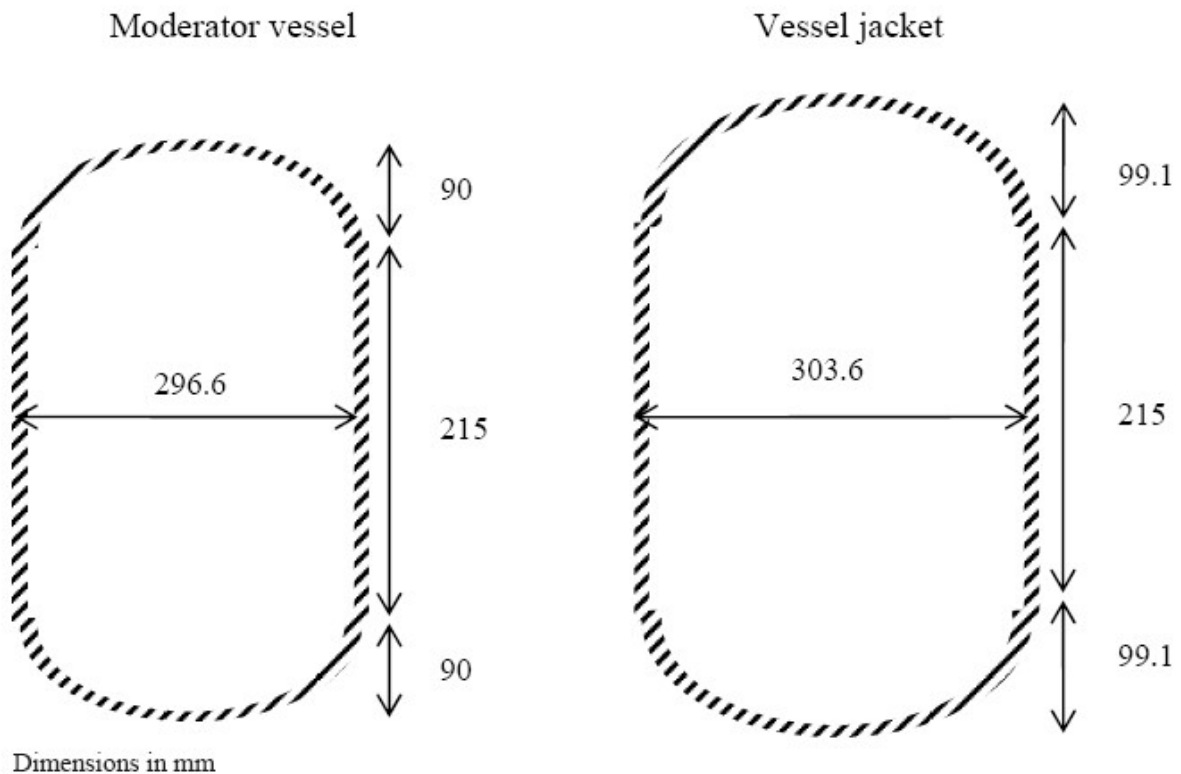 Moderator vessel
Vessel jacket
90
99.1
296.6
303.6
215
215
90
99.1
Dimensions in mm